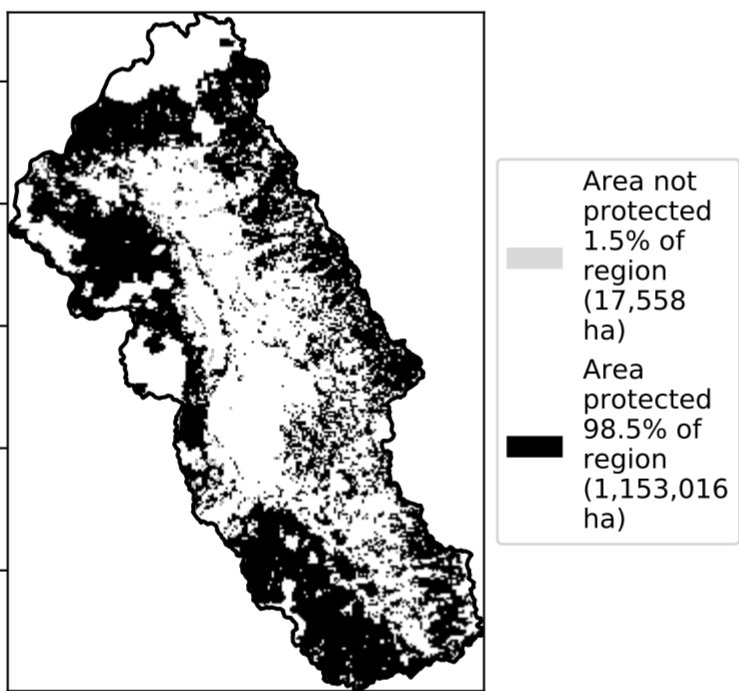 Area not
protected
1.5% of
region
(17,558
ha)
Area
protected
98.5% of
region
(1,153,016
ha)